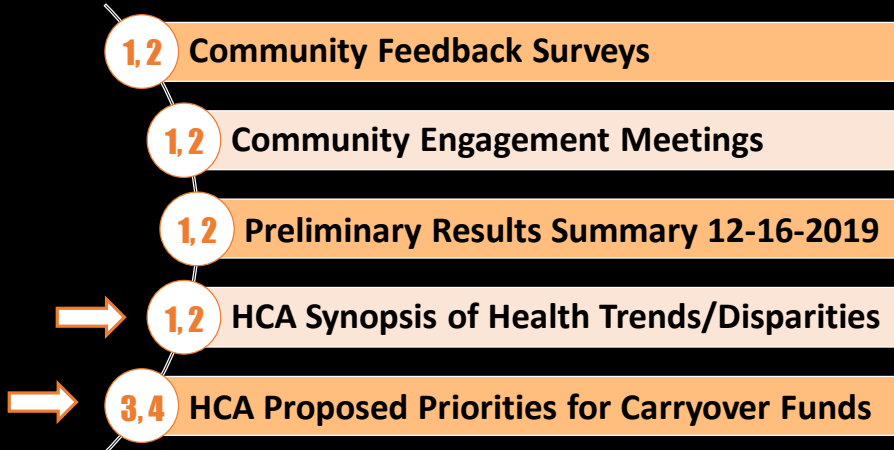 1, 2 Community Feedback Surveys
1, 2 Community Engagement Meetings
1, 2 Preliminary Results Summary 12-16-2019
1, 2 HCA Synopsis of Health Trends/Disparities
3, 4 HCA Proposed Priorities for Carryover Funds